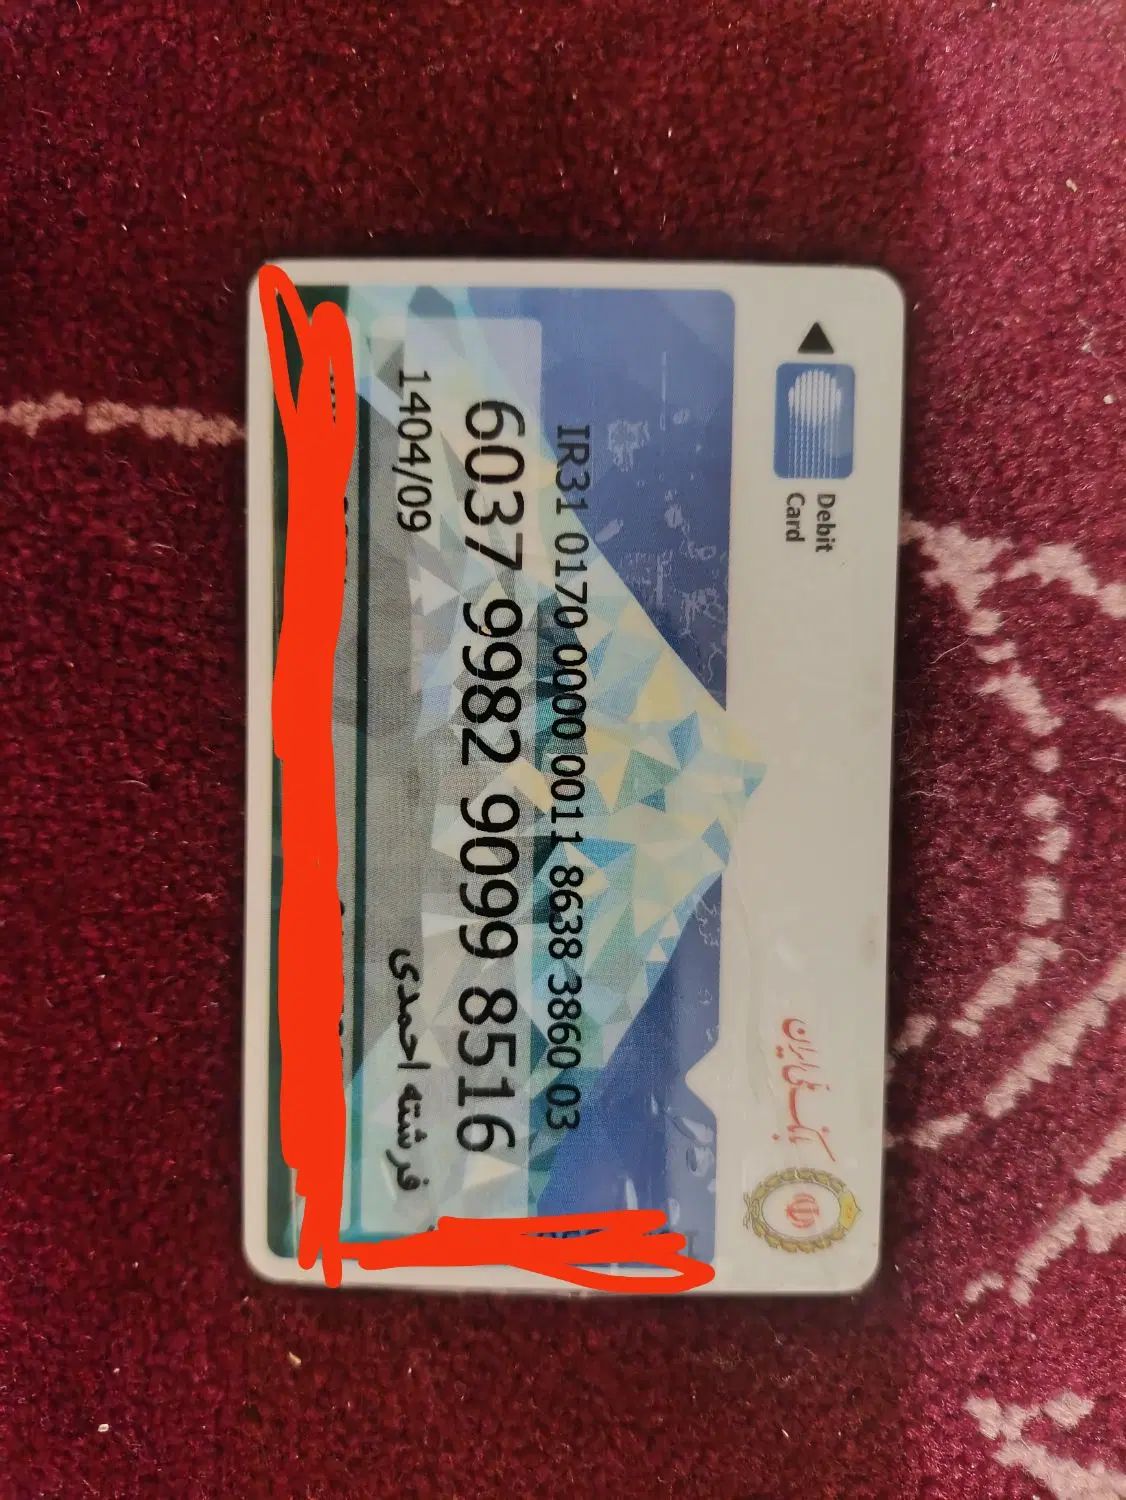 Debit
Card
بانک ملی ایران
IR31 0170 0000 0011 8638 3860 03
6037 9982 9099 8516
1404/09
فرشته احمدی